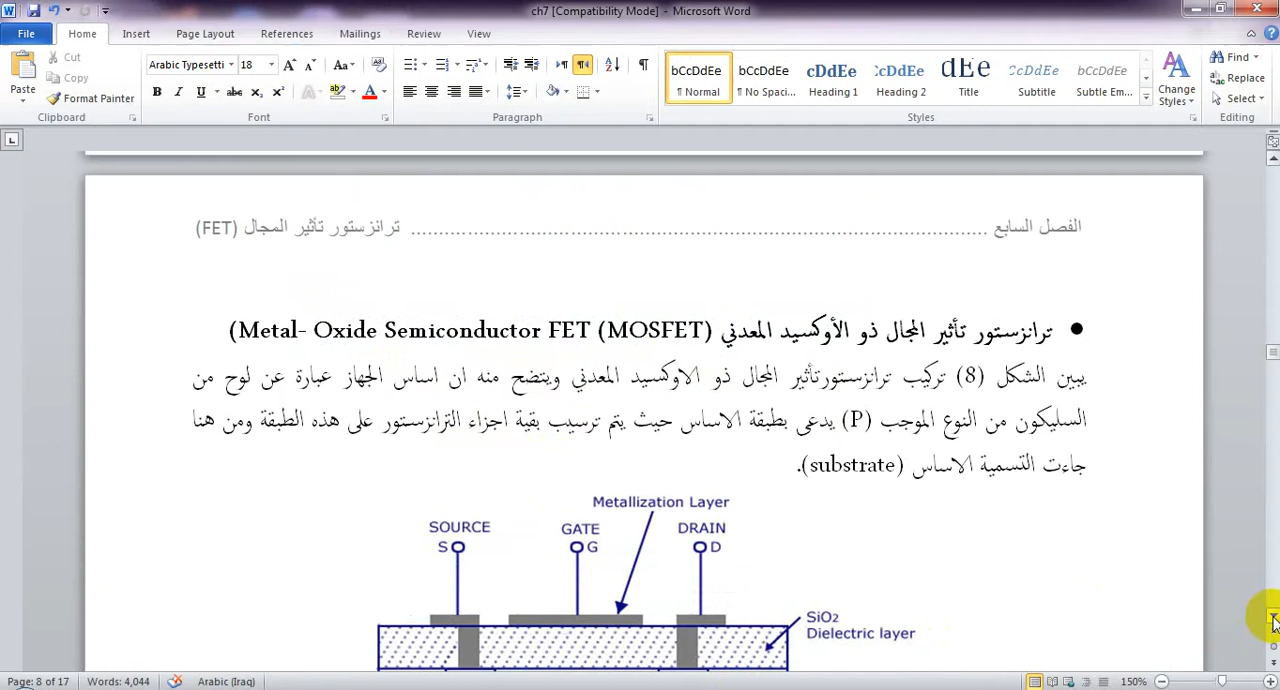 ch7 [Compatibility Mode] - Microsoft Word
File Home Insert Page Layout References Mailings Review View
Paste
Cut
Copy
Format Painter
Clipboard
Arabic Typesetti 18
Font
Paragraph
bCcDdEe
¶ Normal
bCcDdEe
¶ No Spaci...
cDdEe
Heading 1
cDdEe
Heading 2
dEe
Title
CcDdEe
Subtitle
bCcDdEe
Subtle Em...
Change Styles
Styles
Find
Replace
Select
Editing
الفصل السابع ........................................................................................................ ترانزستور تأثير المجال (FET)
● ترانزستور تأثير المجال ذو الأوكسيد المعدني (Metal- Oxide Semiconductor FET (MOSFET)
يبين الشكل (8) تركيب ترانزستورتأثير المجال ذو الاوكسيد المعدني ويتضح منه ان اساس الجهاز عبارة عن لوح من
السليكون من النوع الموجب (P) يدعى بطبقة الاساس حيث يتم ترسيب بقية اجزاء الترانزستور على هذه الطبقة ومن هنا
جاءت التسمية الاساس (substrate).
Metallization Layer
SOURCE GATE DRAIN
S G D
SiO2
Dielectric layer
Page: 8 of 17 Words: 4,044 Arabic (Iraq) 150%